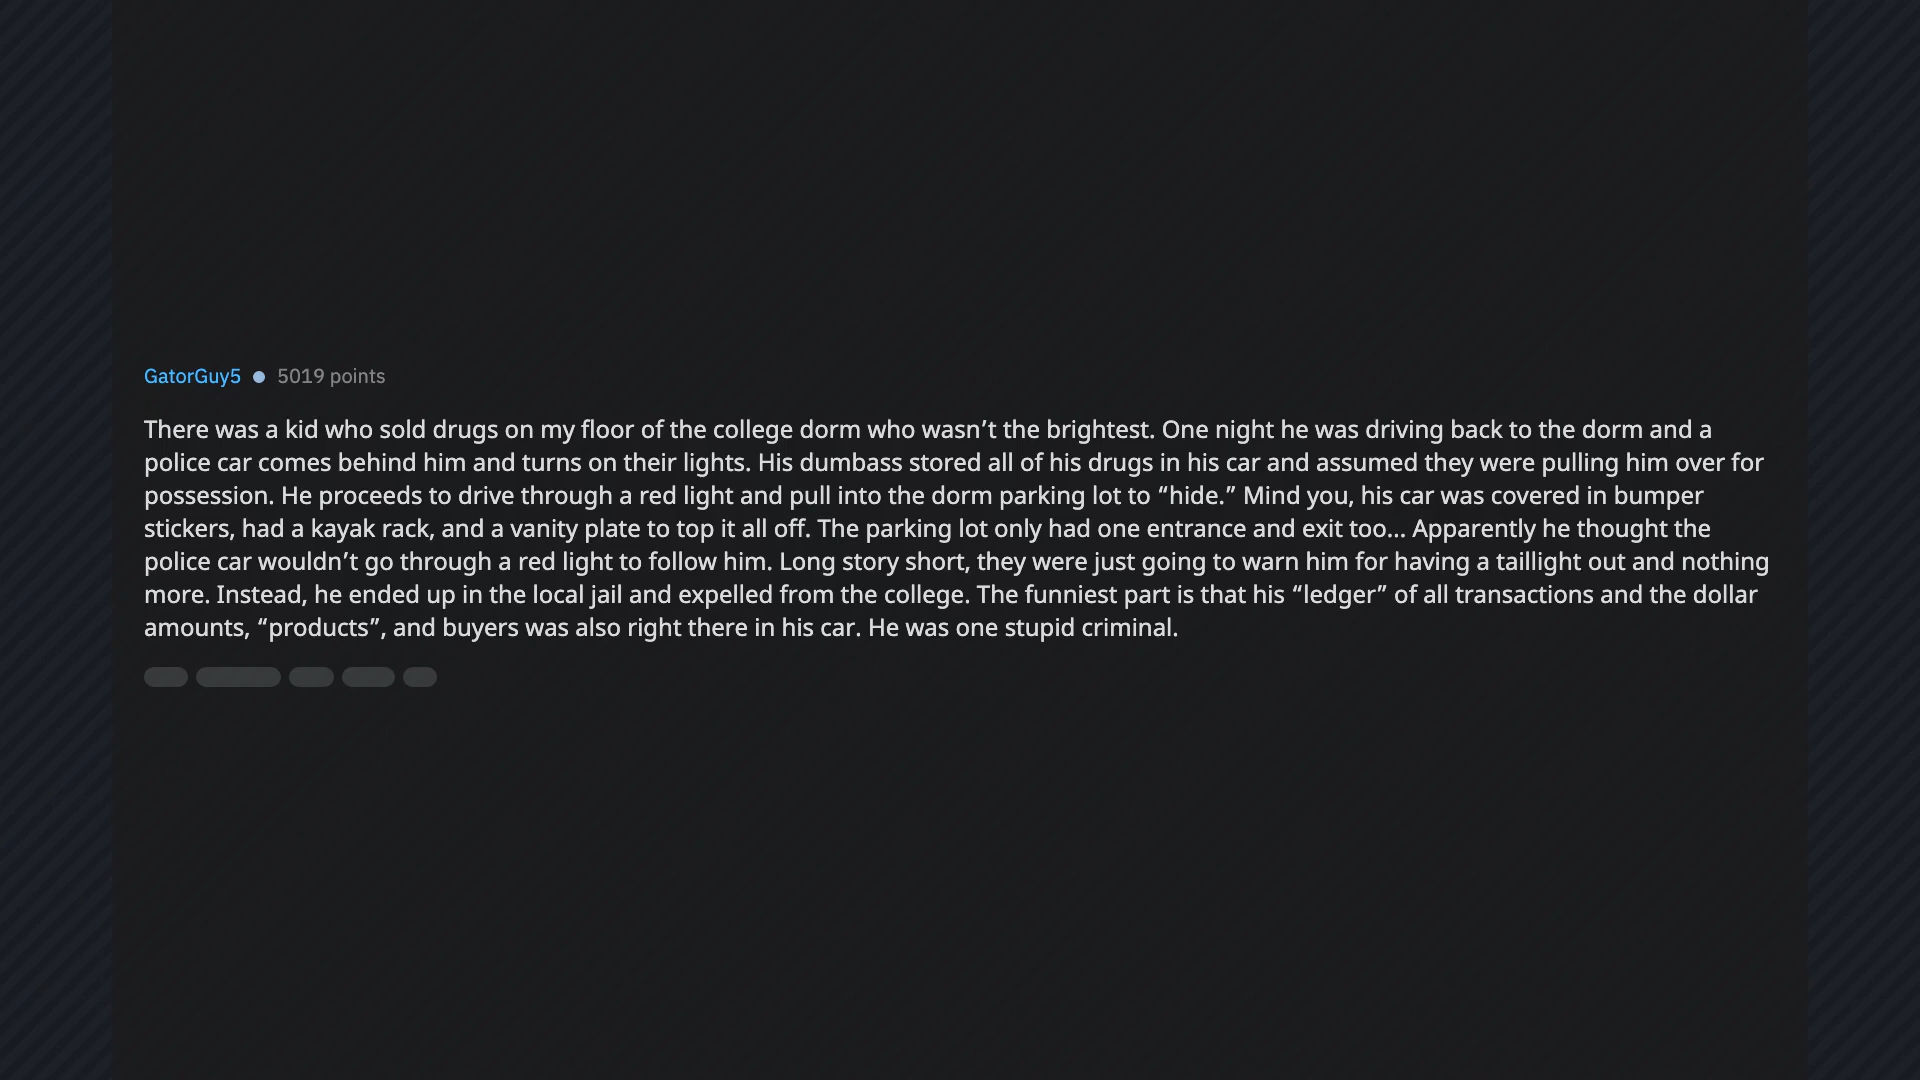 GatorGuy5 ● 5019 points
There was a kid who sold drugs on my floor of the college dorm who wasn’t the brightest. One night he was driving back to the dorm and a
police car comes behind him and turns on their lights. His dumbass stored all of his drugs in his car and assumed they were pulling him over for
possession. He proceeds to drive through a red light and pull into the dorm parking lot to “hide.” Mind you, his car was covered in bumper
stickers, had a kayak rack, and a vanity plate to top it all off. The parking lot only had one entrance and exit too... Apparently he thought the
police car wouldn’t go through a red light to follow him. Long story short, they were just going to warn him for having a taillight out and nothing
more. Instead, he ended up in the local jail and expelled from the college. The funniest part is that his “ledger” of all transactions and the dollar
amounts, “products”, and buyers was also right there in his car. He was one stupid criminal.